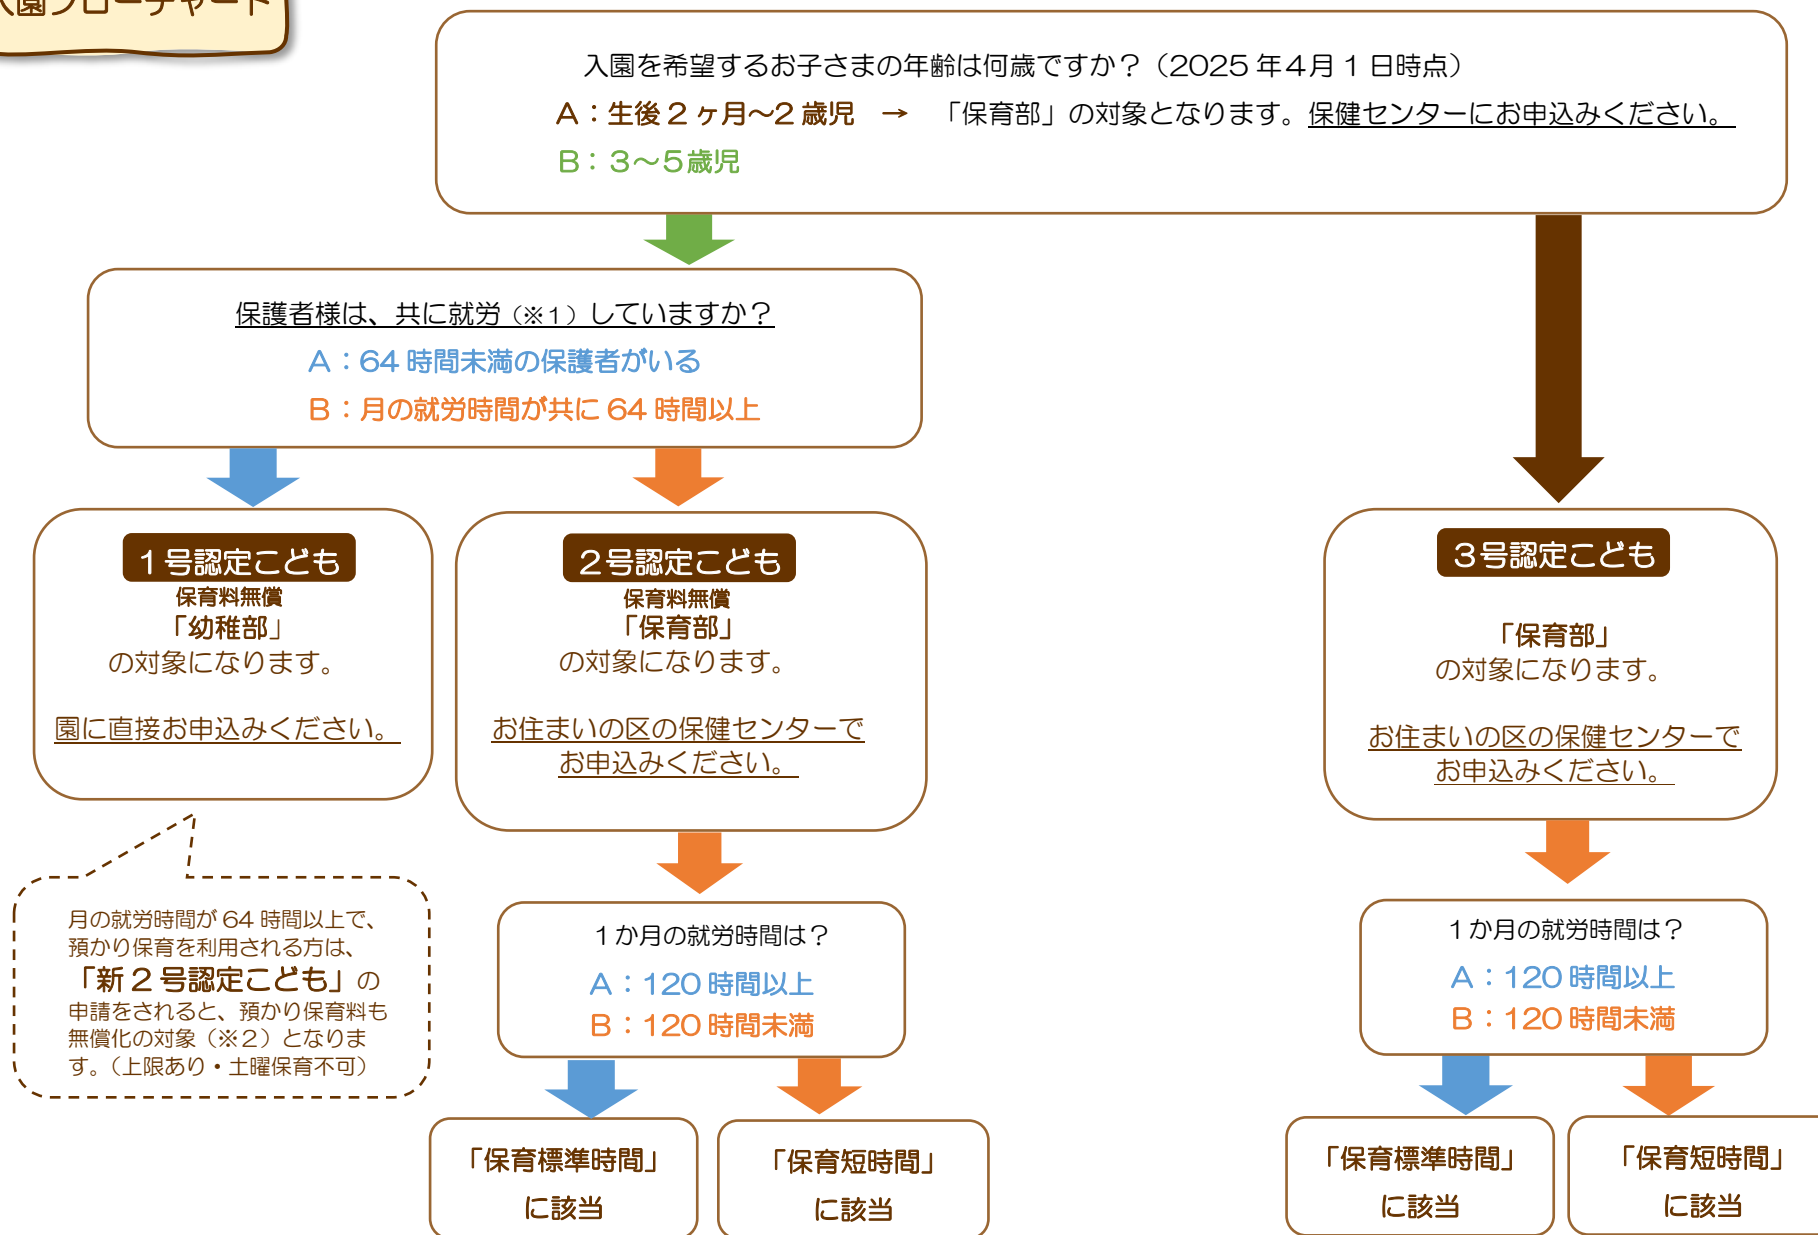 入園フローチャート
入園を希望するお子さまの年齢は何歳ですか？（2025年4月1日時点）
A：生後2ヶ月～2歳児　→　「保育部」の対象となります。保健センターにお申込みください。
B：3～5歳児
保護者様は、共に就労（※1）していますか？
A：64時間未満の保護者がいる
B：月の就労時間が共に64時間以上
1号認定こども
保育料無償
「幼稚部」
の対象になります。
園に直接お申込みください。
2号認定こども
保育料無償
「保育部」
の対象になります。
お住まいの区の保健センターで
お申込みください。
3号認定こども
「保育部」
の対象になります。
お住まいの区の保健センターで
お申込みください。
月の就労時間が64時間以上で、
預かり保育を利用される方は、
「新2号認定こども」の
申請をされると、預かり保育料も
無償化の対象（※2）となりま
す。（上限あり・土曜保育不可）
1か月の就労時間は？
A：120時間以上
B：120時間未満
1か月の就労時間は？
A：120時間以上
B：120時間未満
「保育標準時間」
に該当
「保育短時間」
に該当
「保育標準時間」
に該当
「保育短時間」
に該当